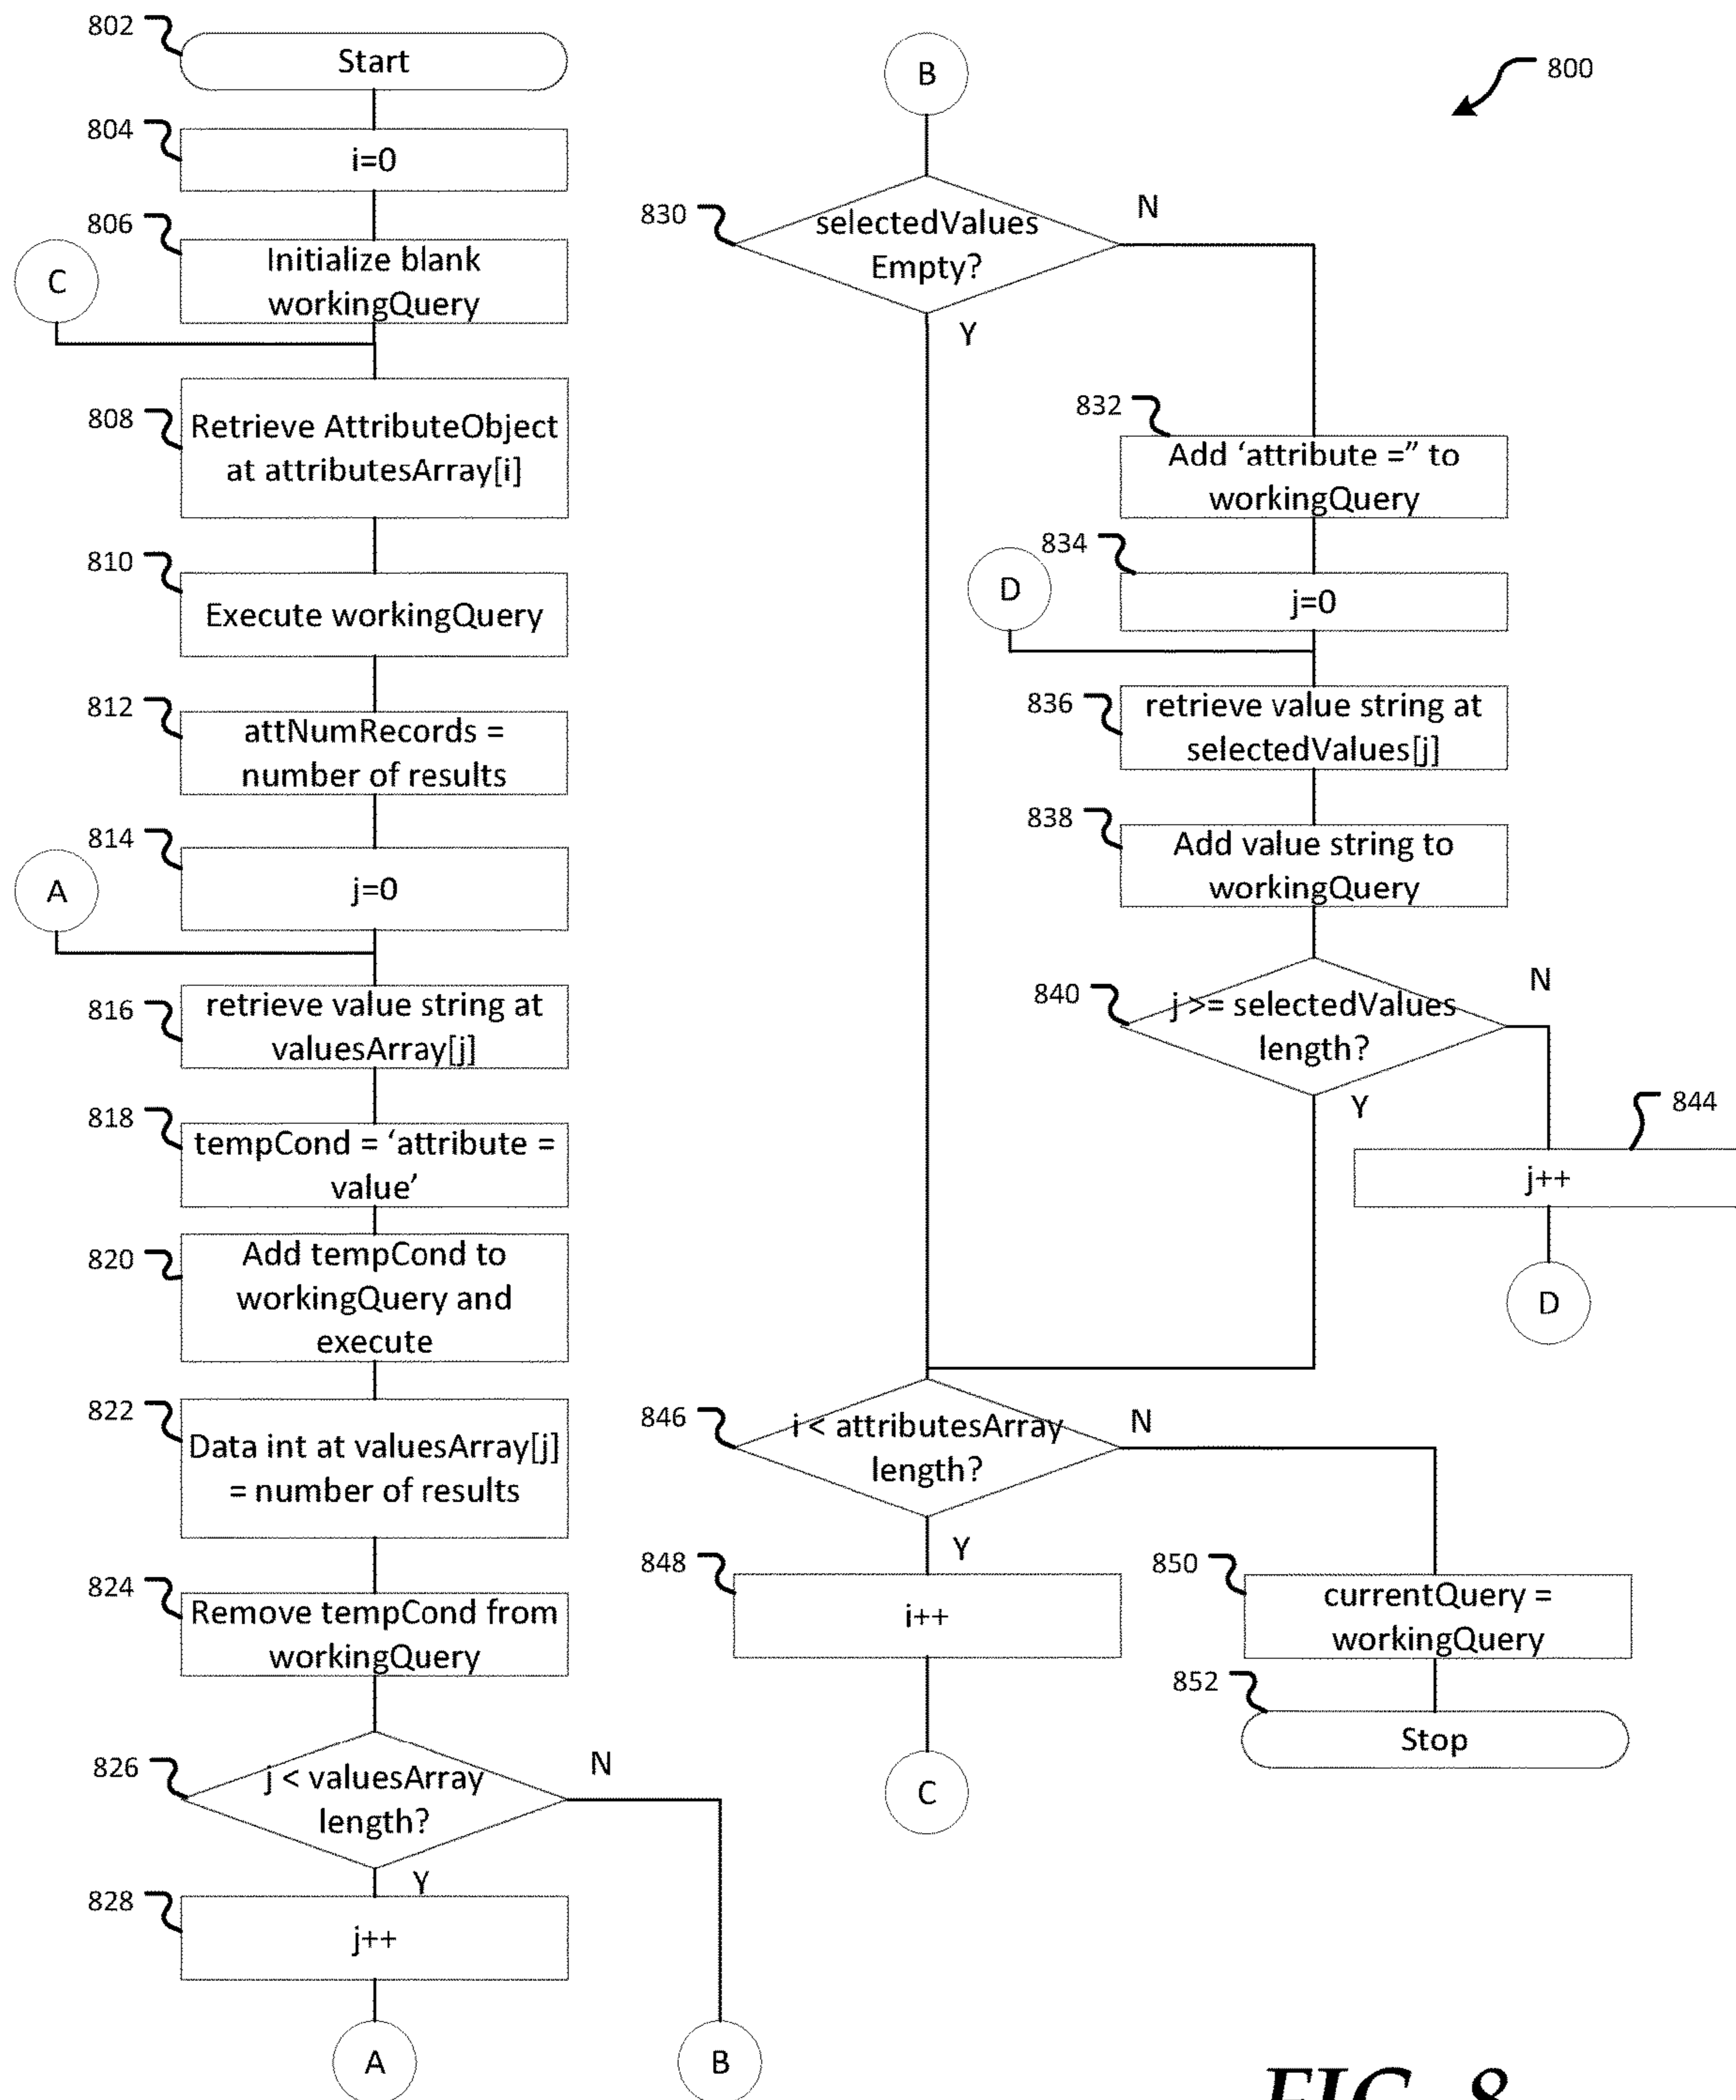 802
Start
804
i=0
806
Initialize blank
workingQuery
C
808
Retrieve AttributeObject
at attributesArray[i]
810
Execute workingQuery
812
attNumRecords =
number of results
814
j=0
A
816
retrieve value string at
valuesArray[j]
818
tempCond = ‘attribute =
value’
820
Add tempCond to
workingQuery and
execute
822
Data int at valuesArray[j]
= number of results
824
Remove tempCond from
workingQuery
826
j < valuesArray
length?
N
Y
828
j++
A
B
B
800
830
selectedValues
Empty?
N
Y
832
Add ‘attribute =” to
workingQuery
834
j=0
D
836
retrieve value string at
selectedValues[j]
838
Add value string to
workingQuery
840
j >= selectedValues
length?
N
Y
844
j++
D
846
i < attributesArray
length?
N
Y
848
i++
C
850
currentQuery =
workingQuery
852
Stop
FIG. 8